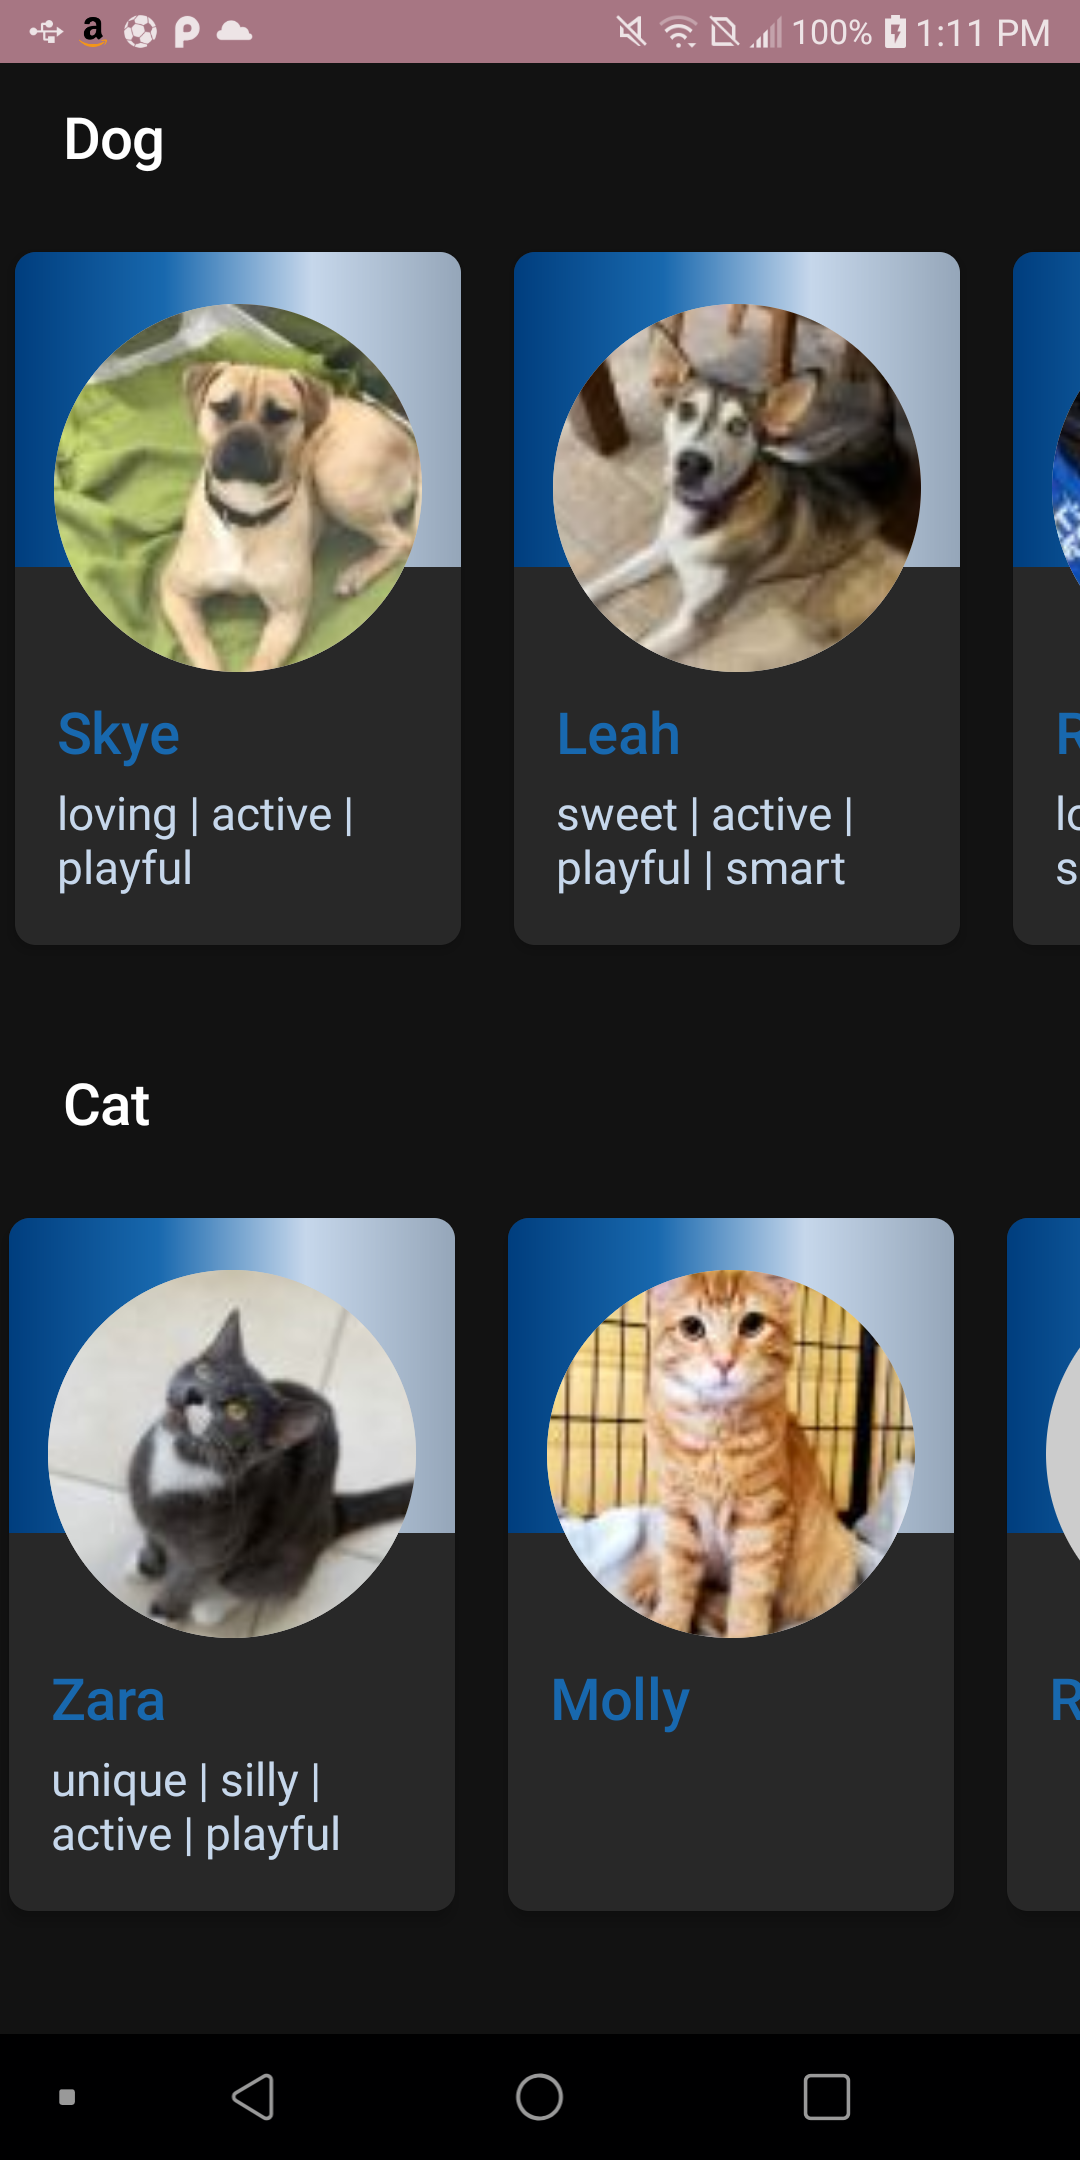 100% 1:11 PM
Dog
Skye
loving | active |
playful
Leah
sweet | active |
playful | smart
Cat
Zara
unique | silly |
active | playful
Molly